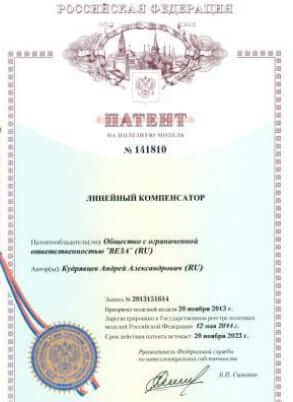 РОССИЙСКАЯ ФЕДЕРАЦИЯ
ПАТЕНТ
НА ПОЛЕЗНУЮ МОДЕЛЬ
№ 141810
ЛИНЕЙНЫЙ КОМПЕНСАТОР
Патентообладатель(ли): Общество с ограниченной
ответственностью "ВЕЗА" (RU)
Автор(ы): Кудрявцев Андрей Александрович (RU)
Заявка № 2013151614
Приоритет полезной модели 20 ноября 2013 г.
Зарегистрировано в Государственном реестре полезных
моделей Российской Федерации 12 мая 2014 г.
Срок действия патента истекает 20 ноября 2023 г.
Руководитель Федеральной службы
по интеллектуальной собственности
Б.П. Симонов